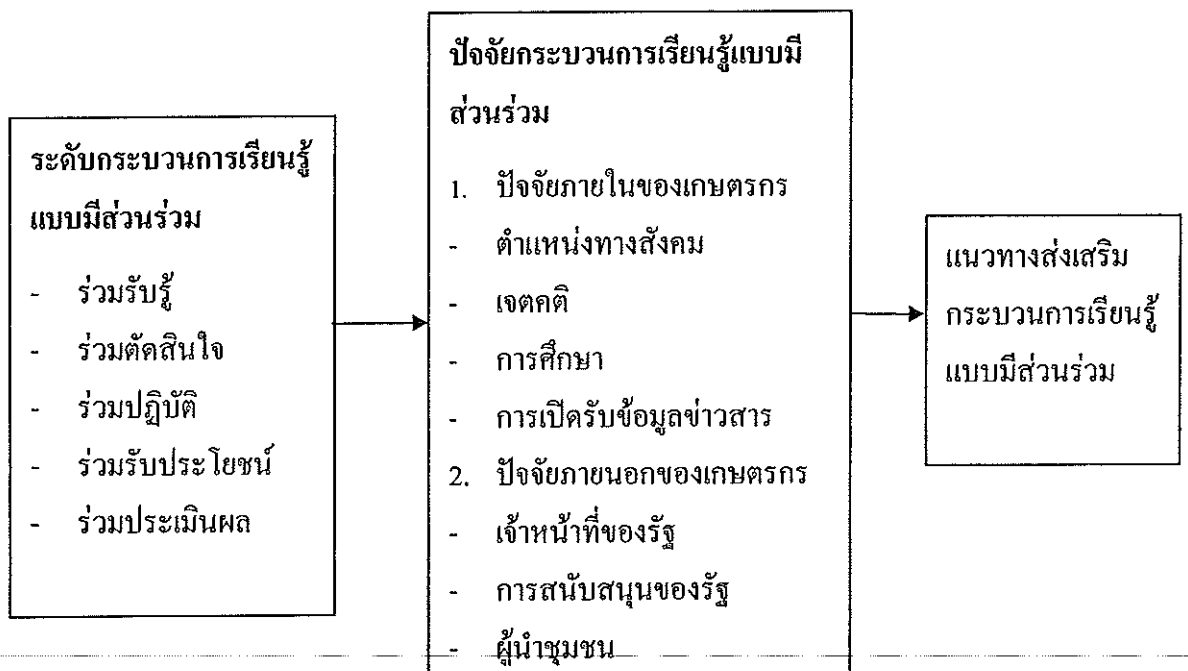 ระดับกระบวนการเรียนรู้
แบบมีส่วนร่วม
- ร่วมรับรู้
- ร่วมตัดสินใจ
- ร่วมปฏิบัติ
- ร่วมรับประโยชน์
- ร่วมประเมินผล
ปัจจัยกระบวนการเรียนรู้แบบมี
ส่วนร่วม
1. ปัจจัยภายในของเกษตรกร
- ตำแหน่งทางสังคม
- เจตคติ
- การศึกษา
- การเปิดรับข้อมูลข่าวสาร
2. ปัจจัยภายนอกของเกษตรกร
- เจ้าหน้าที่ของรัฐ
- การสนับสนุนของรัฐ
- ผู้นำชุมชน
แนวทางส่งเสริม
กระบวนการเรียนรู้
แบบมีส่วนร่วม